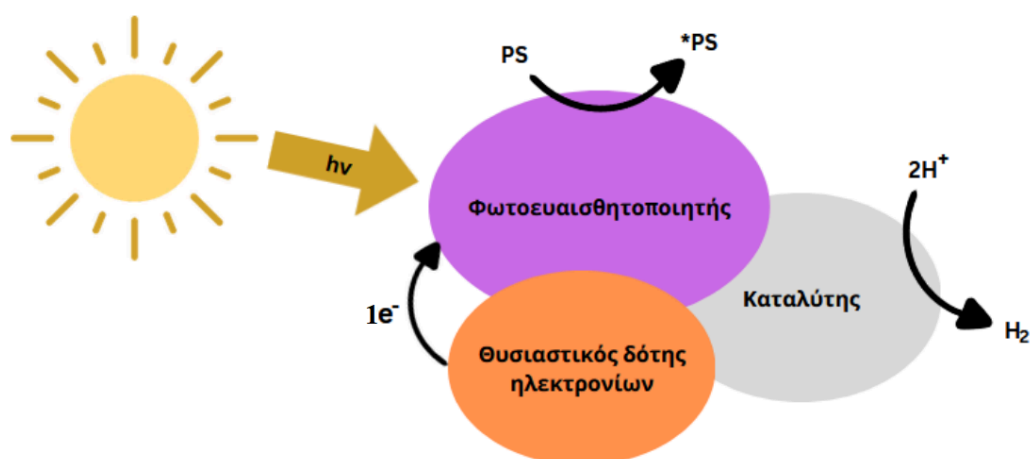 PS
*PS
hv
Φωτοευαισθητοποιητής
2H⁺
Καταλύτης
1e⁻
H₂
Θυσιαστικός δότης
ηλεκτρονίων